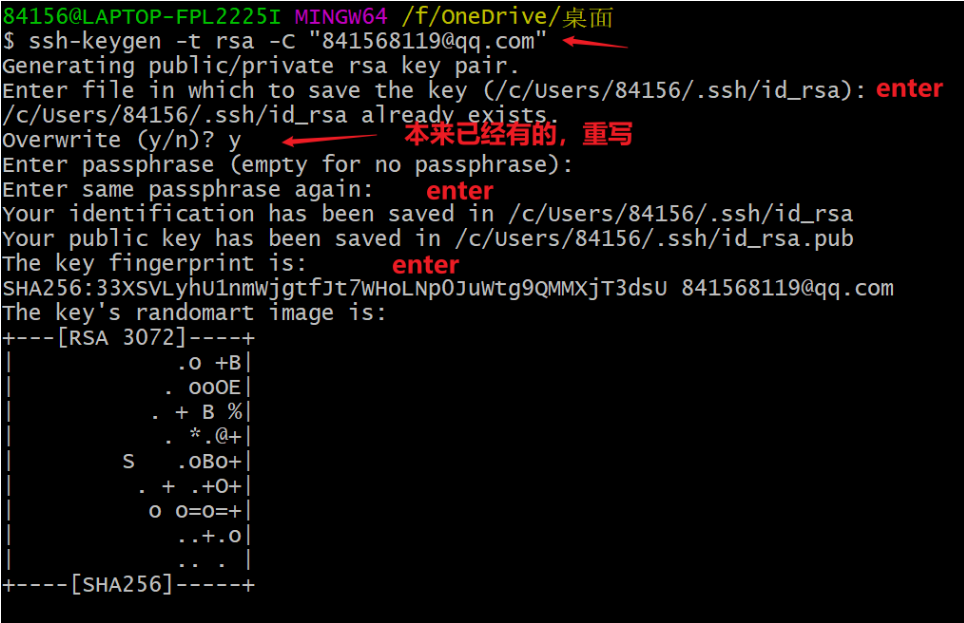 84156@LAPTOP-FPL2225I MINGW64 /f/OneDrive/桌面
$ ssh-keygen -t rsa -C "841568119@qq.com"
Generating public/private rsa key pair.
Enter file in which to save the key (/c/Users/84156/.ssh/id_rsa): enter
/c/Users/84156/.ssh/id_rsa already exists.
Overwrite (y/n)? y 本来已经有的，重写
Enter passphrase (empty for no passphrase):
Enter same passphrase again: enter
Your identification has been saved in /c/Users/84156/.ssh/id_rsa
Your public key has been saved in /c/Users/84156/.ssh/id_rsa.pub
The key fingerprint is: enter
SHA256:33XSVLyhU1nmWjgtfJt7WHoLNpOJuWtg9QMMXjT3dsU 841568119@qq.com
The key's randomart image is:
+---[RSA 3072]----+
|            .o +B|
|           . ooOE|
|          . + B %|
|           . *.@+|
|        S   .oBo+|
|         . + .+O+|
|          o o=o=+|
|            ..+.o|
|            .. . |
+----[SHA256]-----+